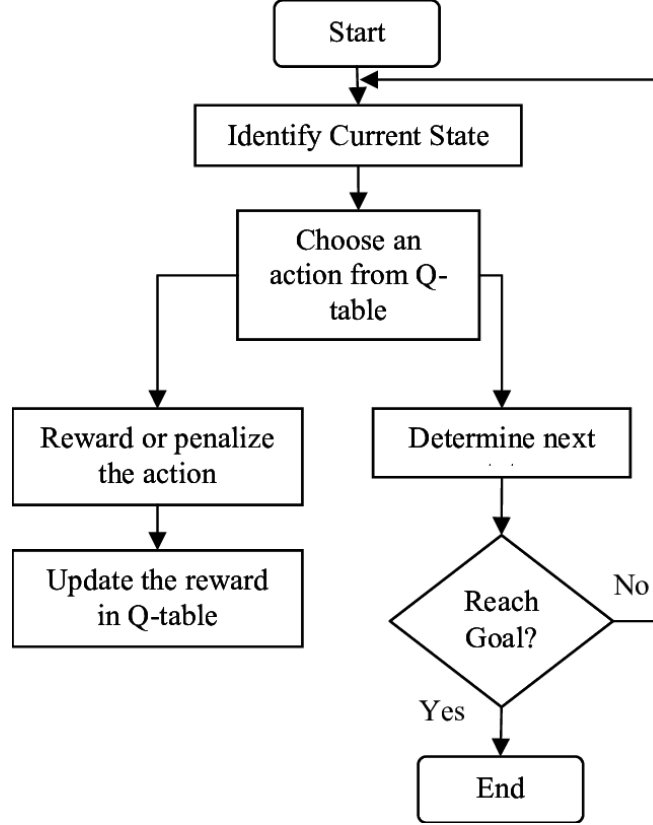 Start
Identify Current State
Choose an
action from Q-
table
Reward or penalize
the action
Determine next
Update the reward
in Q-table
Reach
Goal?
No
Yes
End